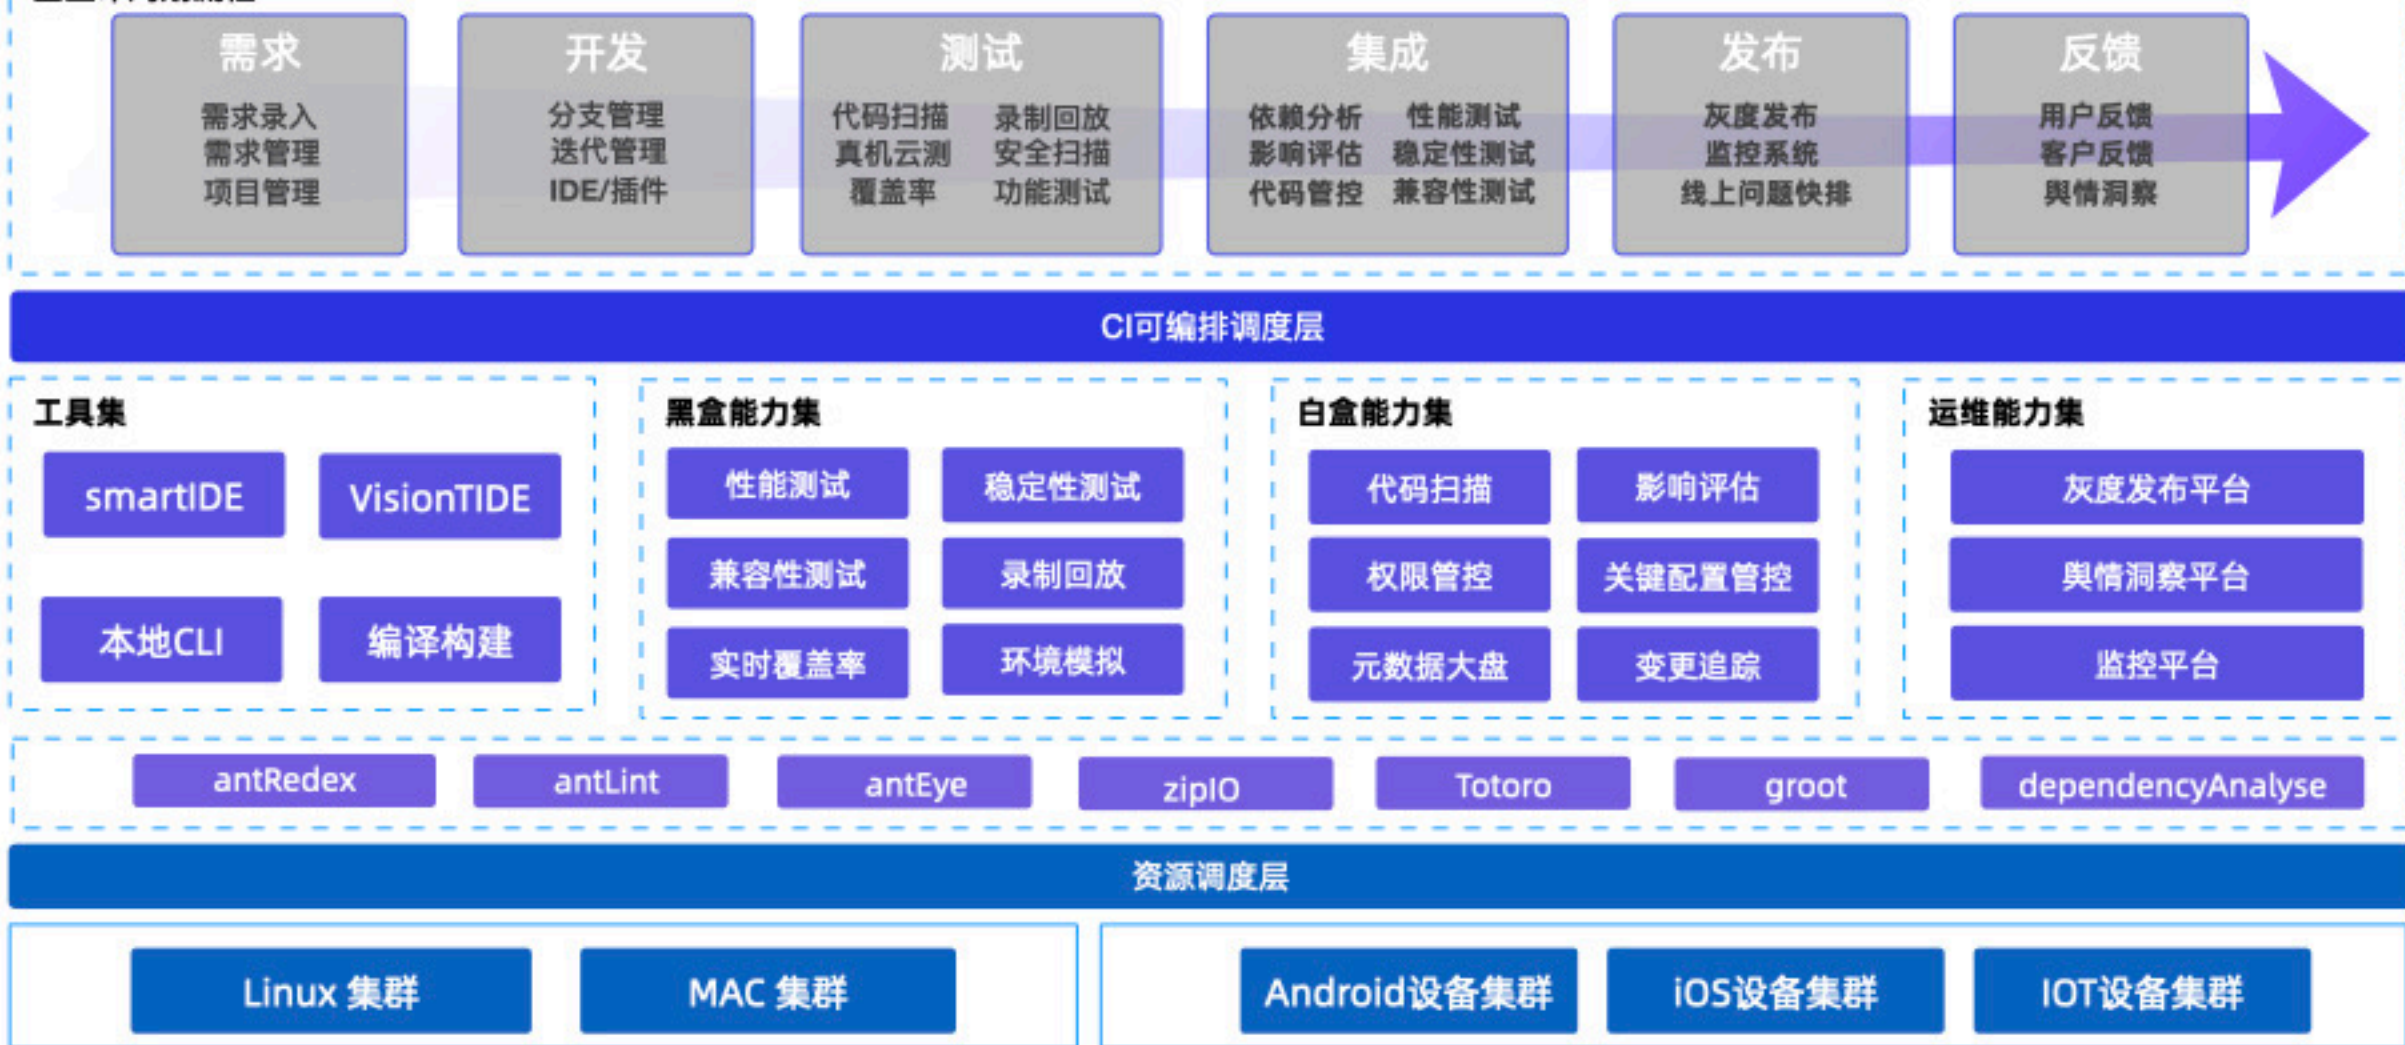 需求
需求录入
需求管理
项目管理
开发
分支管理
迭代管理
IDE/插件
测试
代码扫描 录制回放
真机云测 安全扫描
覆盖率 功能测试
集成
依赖分析 性能测试
影响评估 稳定性测试
代码管控 兼容性测试
发布
灰度发布
监控系统
线上问题快排
反馈
用户反馈
客户反馈
舆情洞察
CI可编排调度层
工具集
smartIDE VisionTIDE
本地CLI 编译构建
黑盒能力集
性能测试 稳定性测试
兼容性测试 录制回放
实时覆盖率 环境模拟
白盒能力集
代码扫描 影响评估
权限管控 关键配置管控
元数据大盘 变更追踪
运维能力集
灰度发布平台
舆情洞察平台
监控平台
antRedex antLint antEye zipIO Totoro groot dependencyAnalyse
资源调度层
Linux 集群 MAC 集群 Android设备集群 iOS设备集群 IOT设备集群